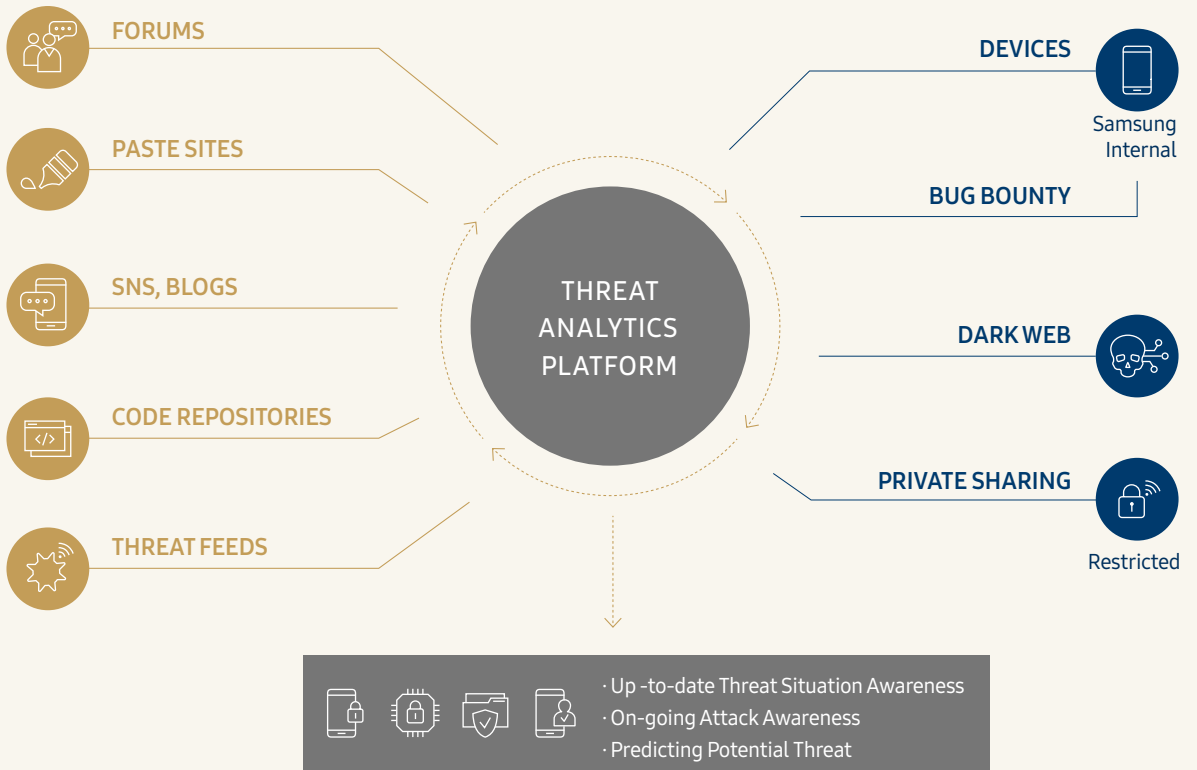 FORUMS
PASTE SITES
SNS, BLOGS
CODE REPOSITORIES
</>
THREAT FEEDS
THREAT
ANALYTICS
PLATFORM
DEVICES
Samsung
Internal
BUG BOUNTY
DARK WEB
PRIVATE SHARING
Restricted
· Up -to-date Threat Situation Awareness
· On-going Attack Awareness
· Predicting Potential Threat